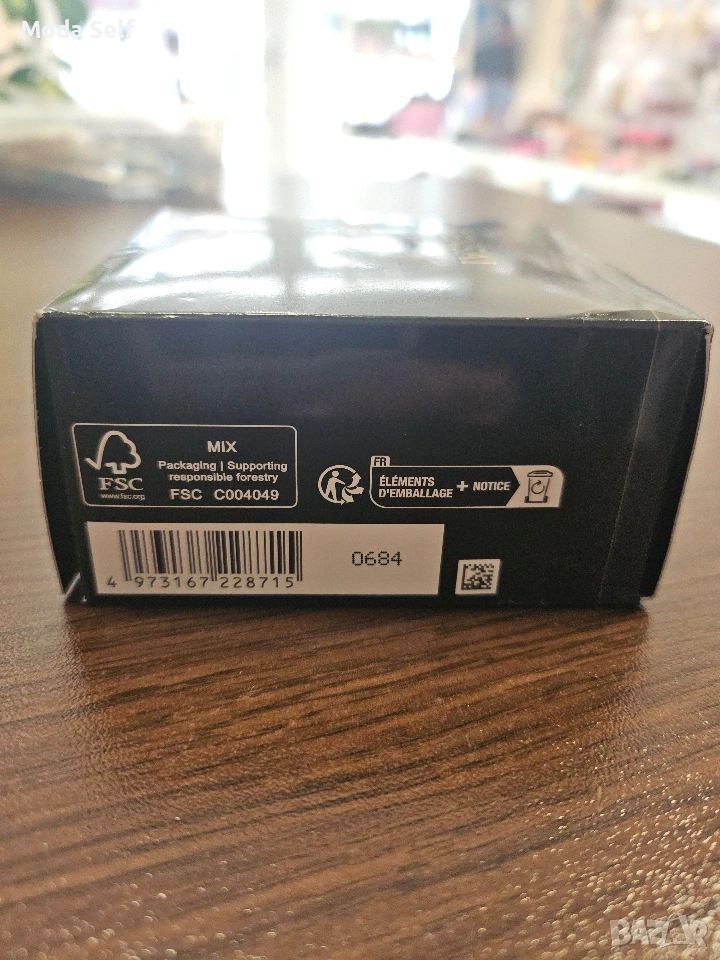 Moda Self
MIX
Packaging | Supporting
responsible forestry
FSC C004049
FSC
www.fsc.org
FR
ÉLÉMENTS
D'EMBALLAGE
+ NOTICE
4 973167 228715
0684
BAZAR